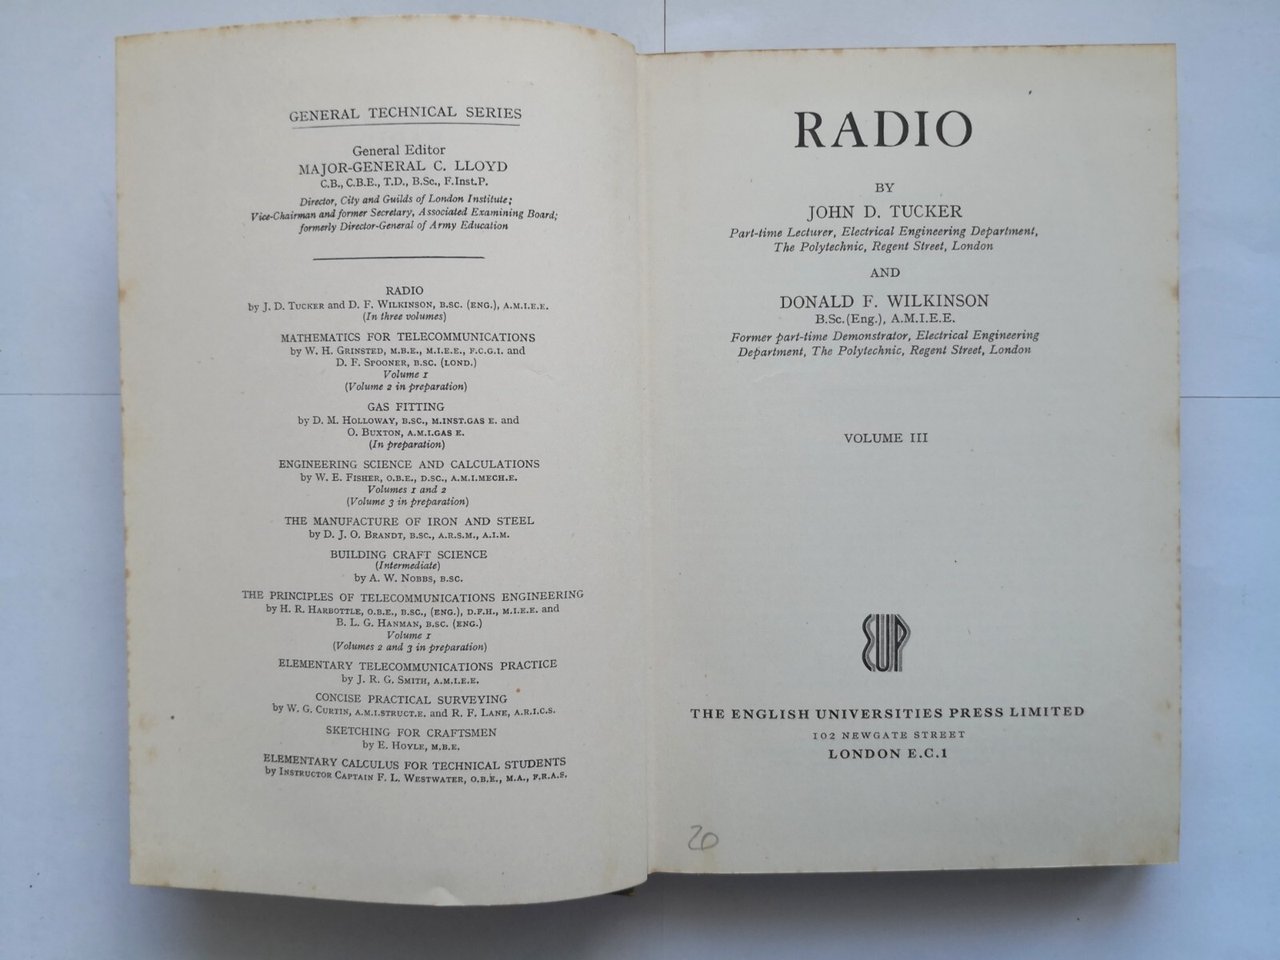 GENERAL TECHNICAL SERIES
General Editor
MAJOR-GENERAL C. LLOYD
C.B., C.B.E., T.D., B.Sc., F.Inst.P.
Director, City and Guilds of London Institute;
Vice-Chairman and former Secretary, Associated Examining Board;
formerly Director-General of Army Education
RADIO
by J. D. TUCKER and D. F. WILKINSON, B.SC. (ENG.), A.M.I.E.E.
(In three volumes)
MATHEMATICS FOR TELECOMMUNICATIONS
by W. H. GRINSTED, M.B.E., M.I.E.E., F.C.G.I. and
D. F. SPOONER, B.SC. (LOND.)
Volume 1
(Volume 2 in preparation)
GAS FITTING
by D. M. HOLLOWAY, B.SC., M.INST.GAS E. and
O. BUXTON, A.M.I.GAS E.
(In preparation)
ENGINEERING SCIENCE AND CALCULATIONS
by W. E. FISHER, O.B.E., D.SC., A.M.I.MECH.E.
Volumes 1 and 2
(Volume 3 in preparation)
THE MANUFACTURE OF IRON AND STEEL
by D. J. O. BRANDT, B.SC., A.R.S.M., A.I.M.
BUILDING CRAFT SCIENCE
(Intermediate)
by A. W. NOBBS, B.SC.
THE PRINCIPLES OF TELECOMMUNICATIONS ENGINEERING
by H. R. HARBOTTLE, O.B.E., B.SC., (ENG.), D.F.H., M.I.E.E. and
B. L. G. HANMAN, B.SC. (ENG.)
Volume 1
(Volumes 2 and 3 in preparation)
ELEMENTARY TELECOMMUNICATIONS PRACTICE
by J. R. G. SMITH, A.M.I.E.E.
CONCISE PRACTICAL SURVEYING
by W. G. CURTIN, A.M.I.STRUCT.E. and R. F. LANE, A.R.I.C.S.
SKETCHING FOR CRAFTSMEN
by E. HOYLE, M.B.E.
ELEMENTARY CALCULUS FOR TECHNICAL STUDENTS
by INSTRUCTOR CAPTAIN F. L. WESTWATER, O.B.E., M.A., F.R.A.S.
RADIO
BY
JOHN D. TUCKER
Part-time Lecturer, Electrical Engineering Department,
The Polytechnic, Regent Street, London
AND
DONALD F. WILKINSON
B.Sc.(Eng.), A.M.I.E.E.
Former part-time Demonstrator, Electrical Engineering
Department, The Polytechnic, Regent Street, London
VOLUME III
EUP
THE ENGLISH UNIVERSITIES PRESS LIMITED
102 NEWGATE STREET
LONDON E.C.1
20